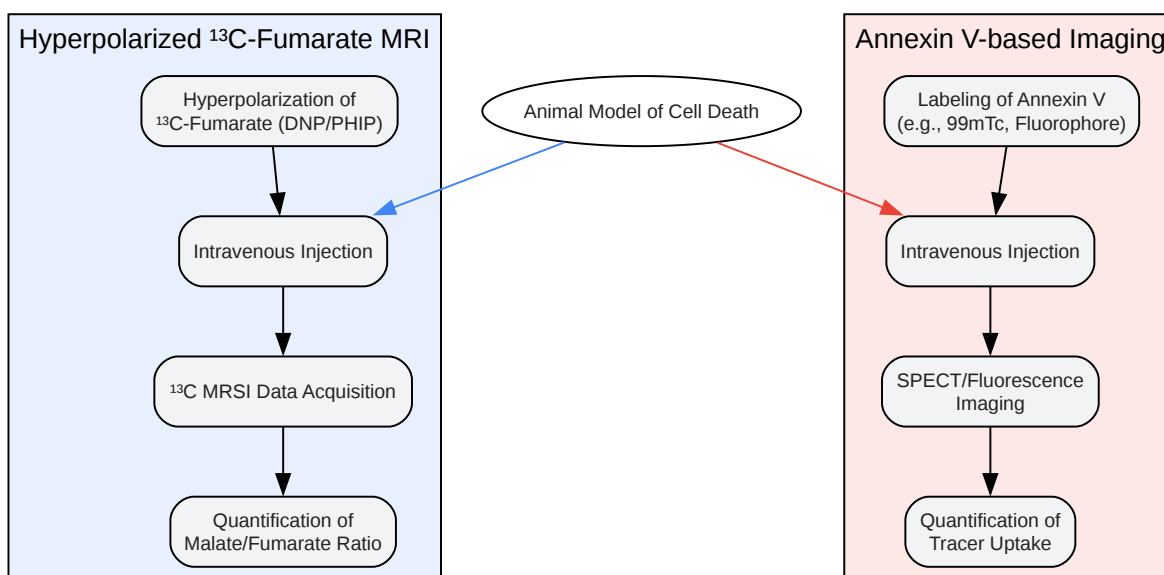 Hyperpolarized ¹³C-Fumarate MRI
Hyperpolarization of
¹³C-Fumarate (DNP/PHIP)
Intravenous Injection
¹³C MRSI Data Acquisition
Quantification of
Malate/Fumarate Ratio
Animal Model of Cell Death
Annexin V-based Imaging
Labeling of Annexin V
(e.g., 99mTc, Fluorophore)
Intravenous Injection
SPECT/Fluorescence
Imaging
Quantification of
Tracer Uptake